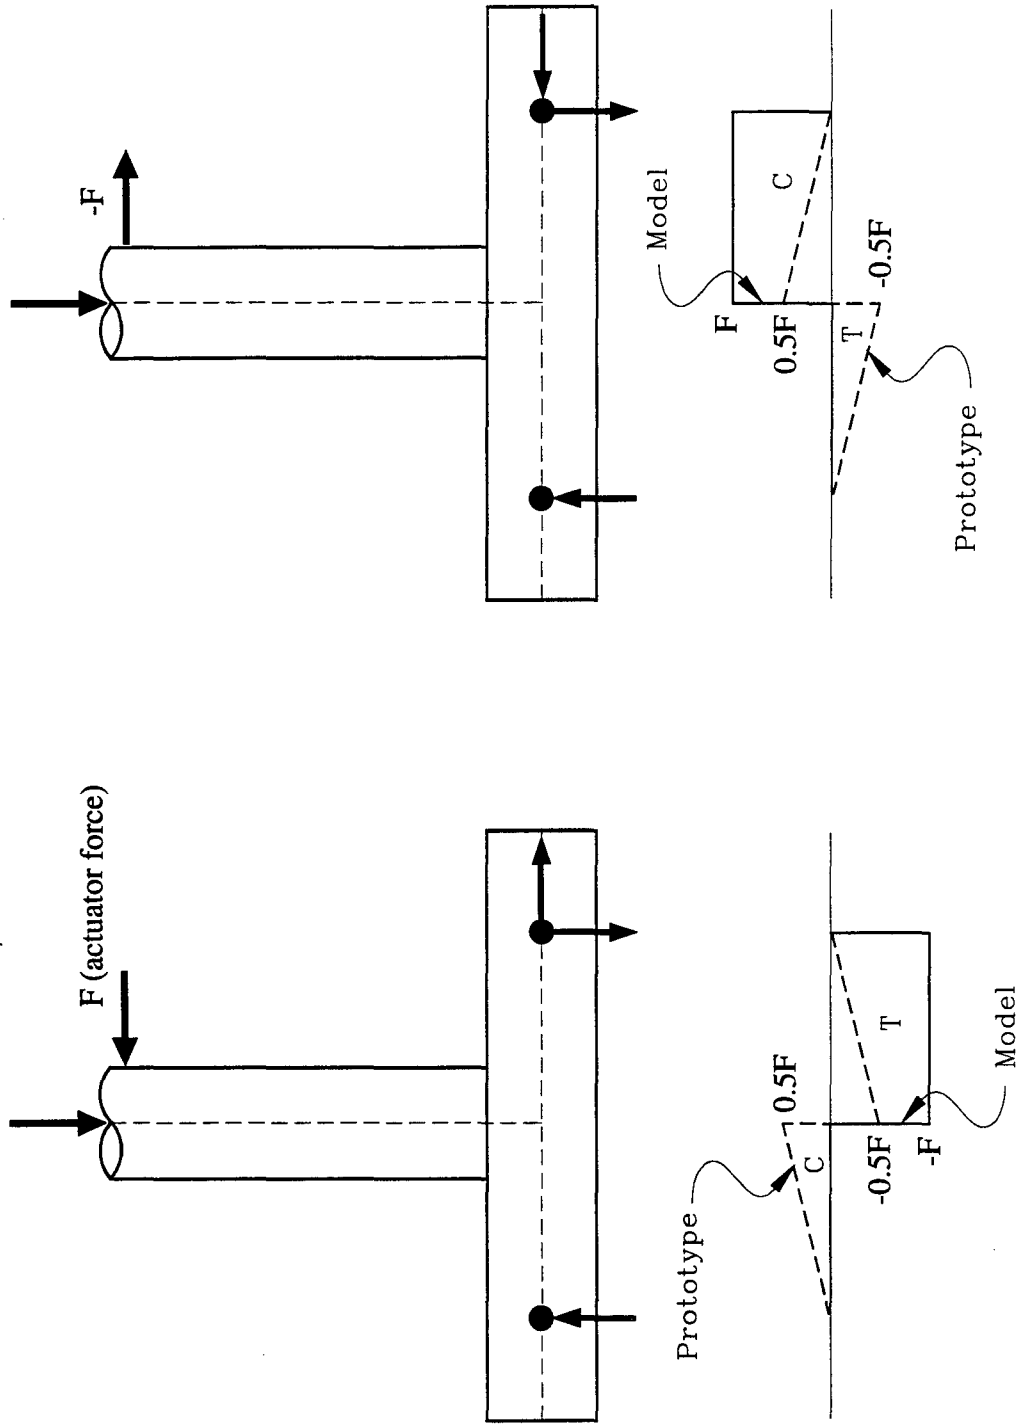 -F
Model
F
0.5F
C
T
-0.5F
Prototype
F (actuator force)
Prototype
C
0.5F
-0.5F
-F
T
Model